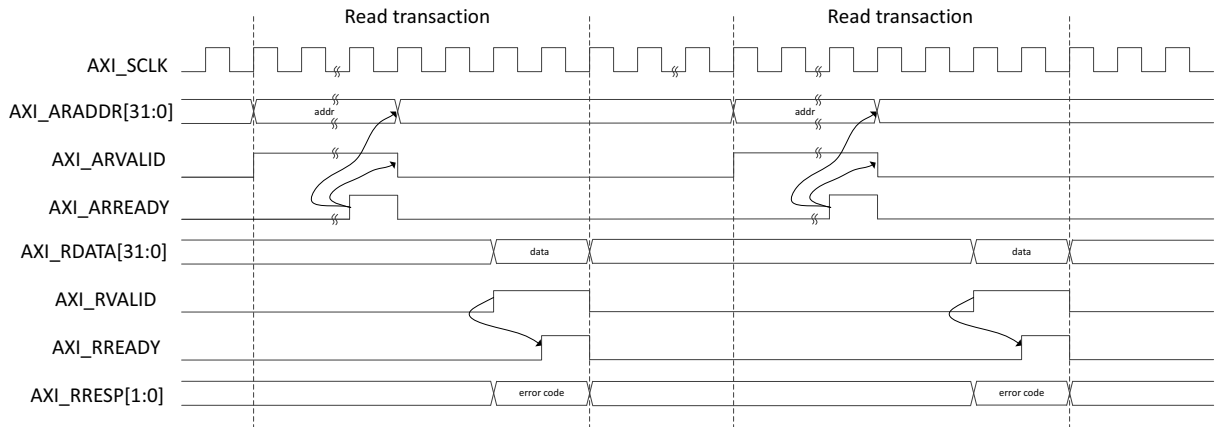 Read transaction Read transaction
AXI_SCLK
AXI_ARADDR[31:0] addr addr
AXI_ARVALID
AXI_ARREADY
AXI_RDATA[31:0] data data
AXI_RVALID
AXI_RREADY
AXI_RRESP[1:0] error code error code